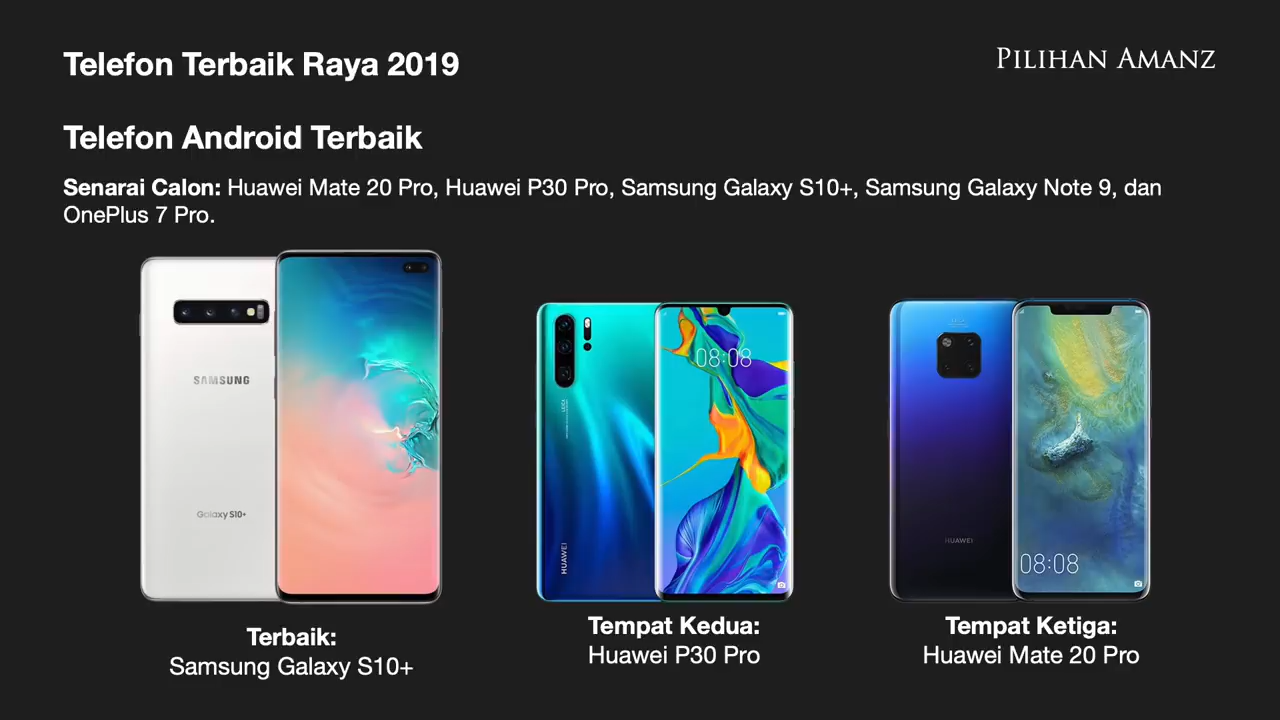 Telefon Terbaik Raya 2019
PILIHAN AMANZ
Telefon Android Terbaik
Senarai Calon: Huawei Mate 20 Pro, Huawei P30 Pro, Samsung Galaxy S10+, Samsung Galaxy Note 9, dan
OnePlus 7 Pro.
SAMSUNG
Galaxy S10+
LEICA
HUAWEI
08:08
HUAWEI
08:08
Terbaik:
Samsung Galaxy S10+
Tempat Kedua:
Huawei P30 Pro
Tempat Ketiga:
Huawei Mate 20 Pro